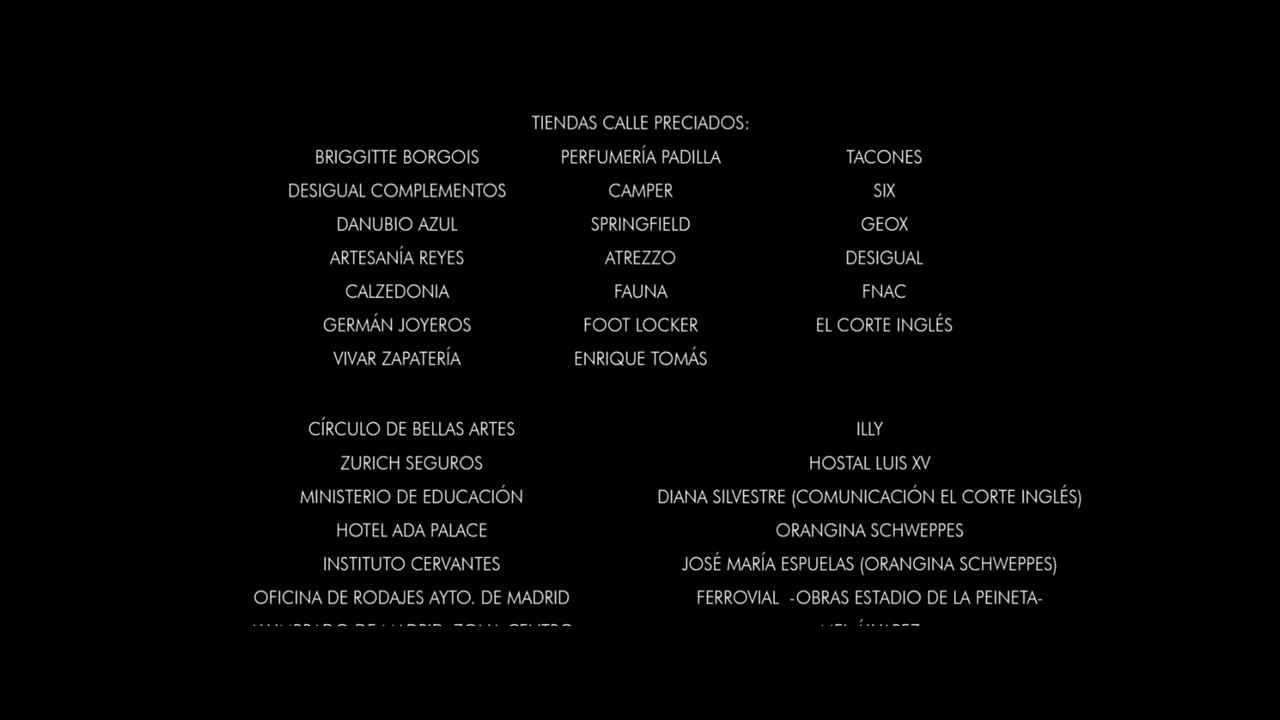 TIENDAS CALLE PRECIADOS:
BRIGGITTE BORGOIS PERFUMERÍA PADILLA TACONES
DESIGUAL COMPLEMENTOS CAMPER SIX
DANUBIO AZUL SPRINGFIELD GEOX
ARTESANÍA REYES ATREZZO DESIGUAL
CALZEDONIA FAUNA FNAC
GERMÁN JOYEROS FOOT LOCKER EL CORTE INGLÉS
VIVAR ZAPATERÍA ENRIQUE TOMÁS
CÍRCULO DE BELLAS ARTES ILLY
ZURICH SEGUROS HOSTAL LUIS XV
MINISTERIO DE EDUCACIÓN DIANA SILVESTRE (COMUNICACIÓN EL CORTE INGLÉS)
HOTEL ADA PALACE ORANGINA SCHWEPPES
INSTITUTO CERVANTES JOSÉ MARÍA ESPUELAS (ORANGINA SCHWEPPES)
OFICINA DE RODAJES AYTO. DE MADRID FERROVIAL -OBRAS ESTADIO DE LA PEINETA-